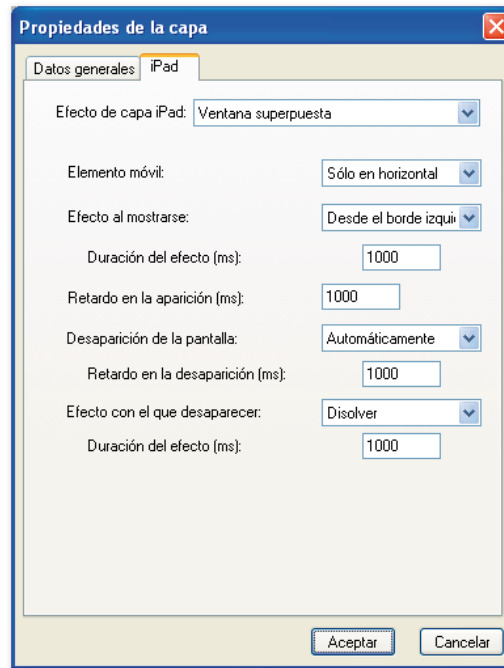 Propiedades de la capa
Datos generales iPad
Efecto de capa iPad: Ventana superpuesta
Elemento móvil: Sólo en horizontal
Efecto al mostrarse: Desde el borde izqui
Duración del efecto (ms): 1000
Retardo en la aparición (ms): 1000
Desaparición de la pantalla: Automáticamente
Retardo en la desaparición (ms): 1000
Efecto con el que desaparecer: Disolver
Duración del efecto (ms): 1000
Aceptar Cancelar